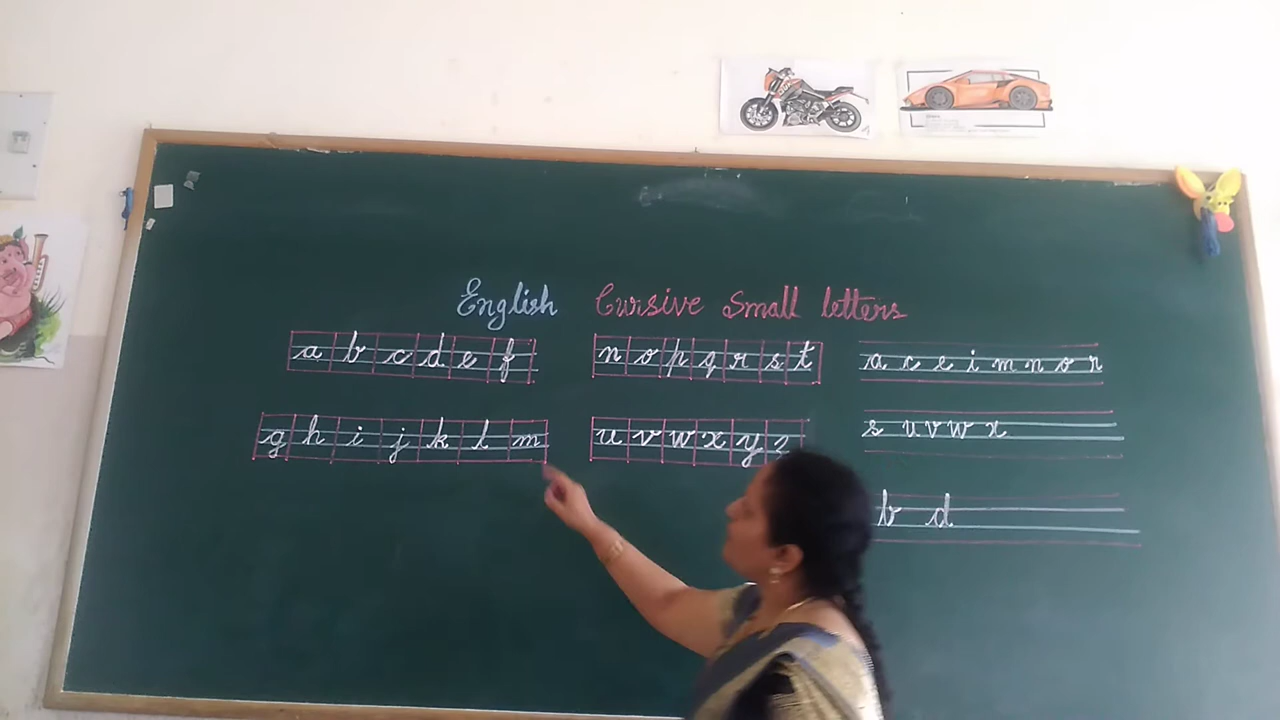 English Cursive Small letters
a b c d e f
g h i j k l m
n o p q r s t
u v w x y z
a c e i m n o r
s u v w x
b d